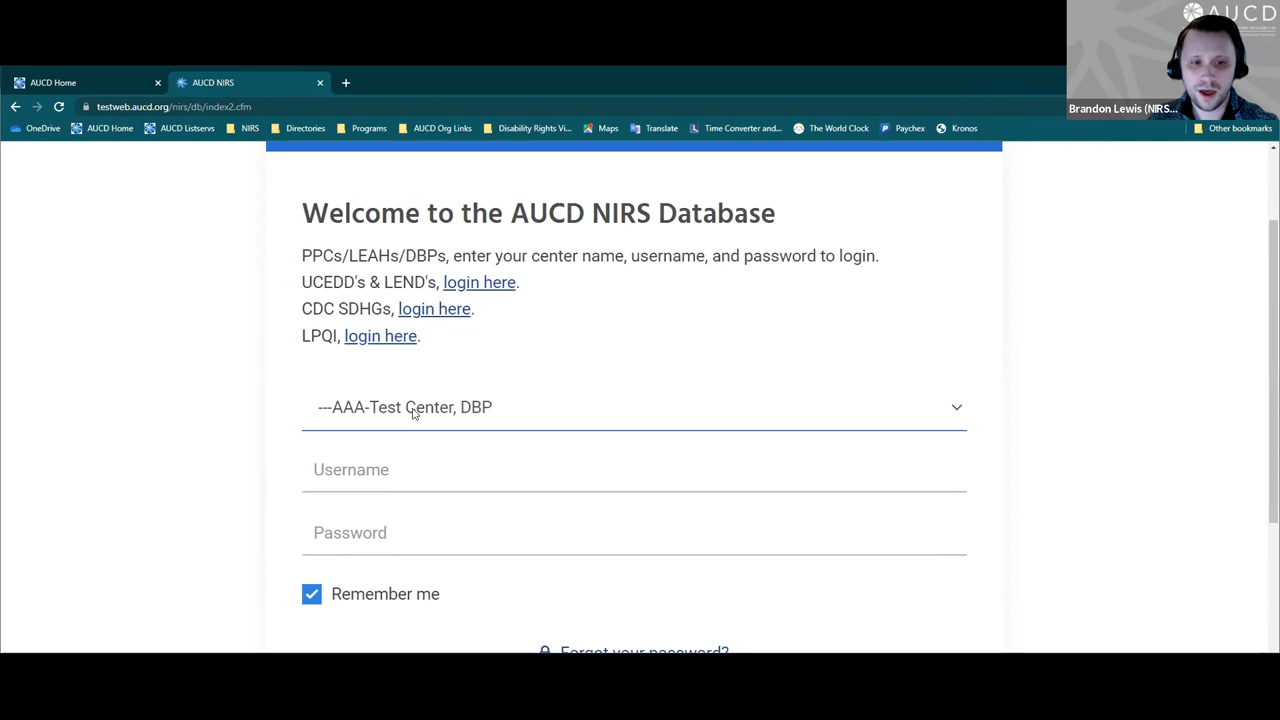 AUCD
Brandon Lewis (NIRS...
AUCD Home
AUCD NIRS
testweb.aucd.org/nirs/db/index2.cfm
OneDrive
AUCD Home
AUCD Listservs
NIRS
Directories
Programs
AUCD Org Links
Disability Rights Vi...
Maps
Translate
Time Converter and...
The World Clock
Paychex
Kronos
Other bookmarks
Welcome to the AUCD NIRS Database
PPCs/LEAHs/DBPs, enter your center name, username, and password to login.
UCEDD's & LEND's, login here.
CDC SDHGs, login here.
LPQI, login here.
---AAA-Test Center, DBP
Username
Password
Remember me
Forgot your password?